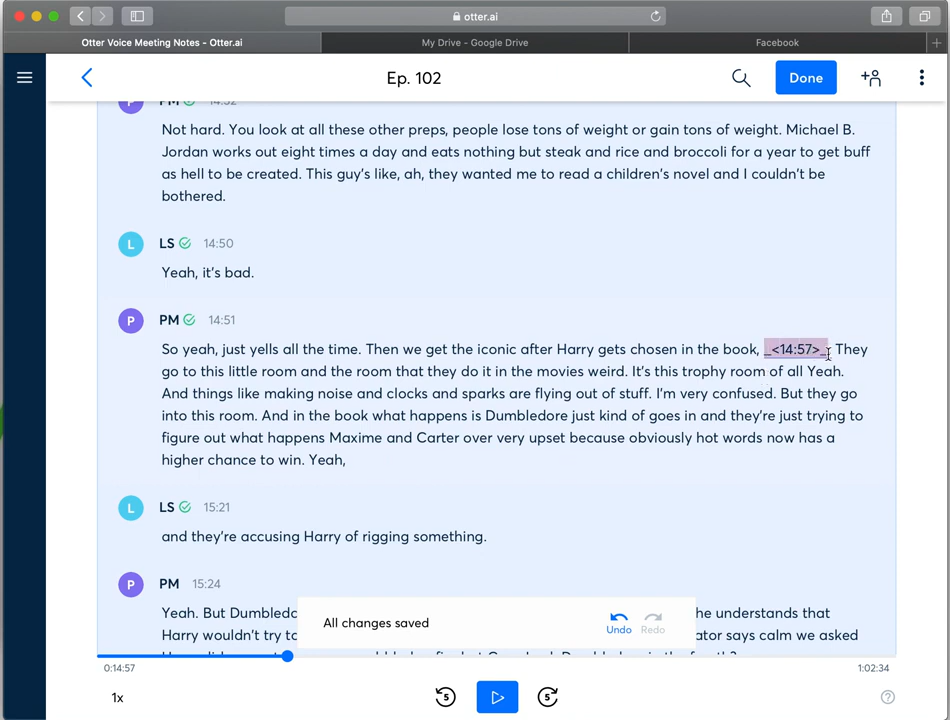 otter.ai
Otter Voice Meeting Notes - Otter.ai
My Drive - Google Drive
Facebook
Ep. 102
Done
P PM 14:32
Not hard. You look at all these other preps, people lose tons of weight or gain tons of weight. Michael B.
Jordan works out eight times a day and eats nothing but steak and rice and broccoli for a year to get buff
as hell to be created. This guy's like, ah, they wanted me to read a children's novel and I couldn't be
bothered.
L LS 14:50
Yeah, it's bad.
P PM 14:51
So yeah, just yells all the time. Then we get the iconic after Harry gets chosen in the book, _<14:57>_. They
go to this little room and the room that they do it in the movies weird. It's this trophy room of all Yeah.
And things like making noise and clocks and sparks are flying out of stuff. I'm very confused. But they go
into this room. And in the book what happens is Dumbledore just kind of goes in and they're just trying to
figure out what happens Maxime and Carter over very upset because obviously hot words now has a
higher chance to win. Yeah,
L LS 15:21
and they're accusing Harry of rigging something.
P PM 15:24
Yeah. But Dumbledo he understands that
Harry wouldn't try to ator says calm we asked
All changes saved
Undo Redo
0:14:57 1:02:34
1x 5 5 ?